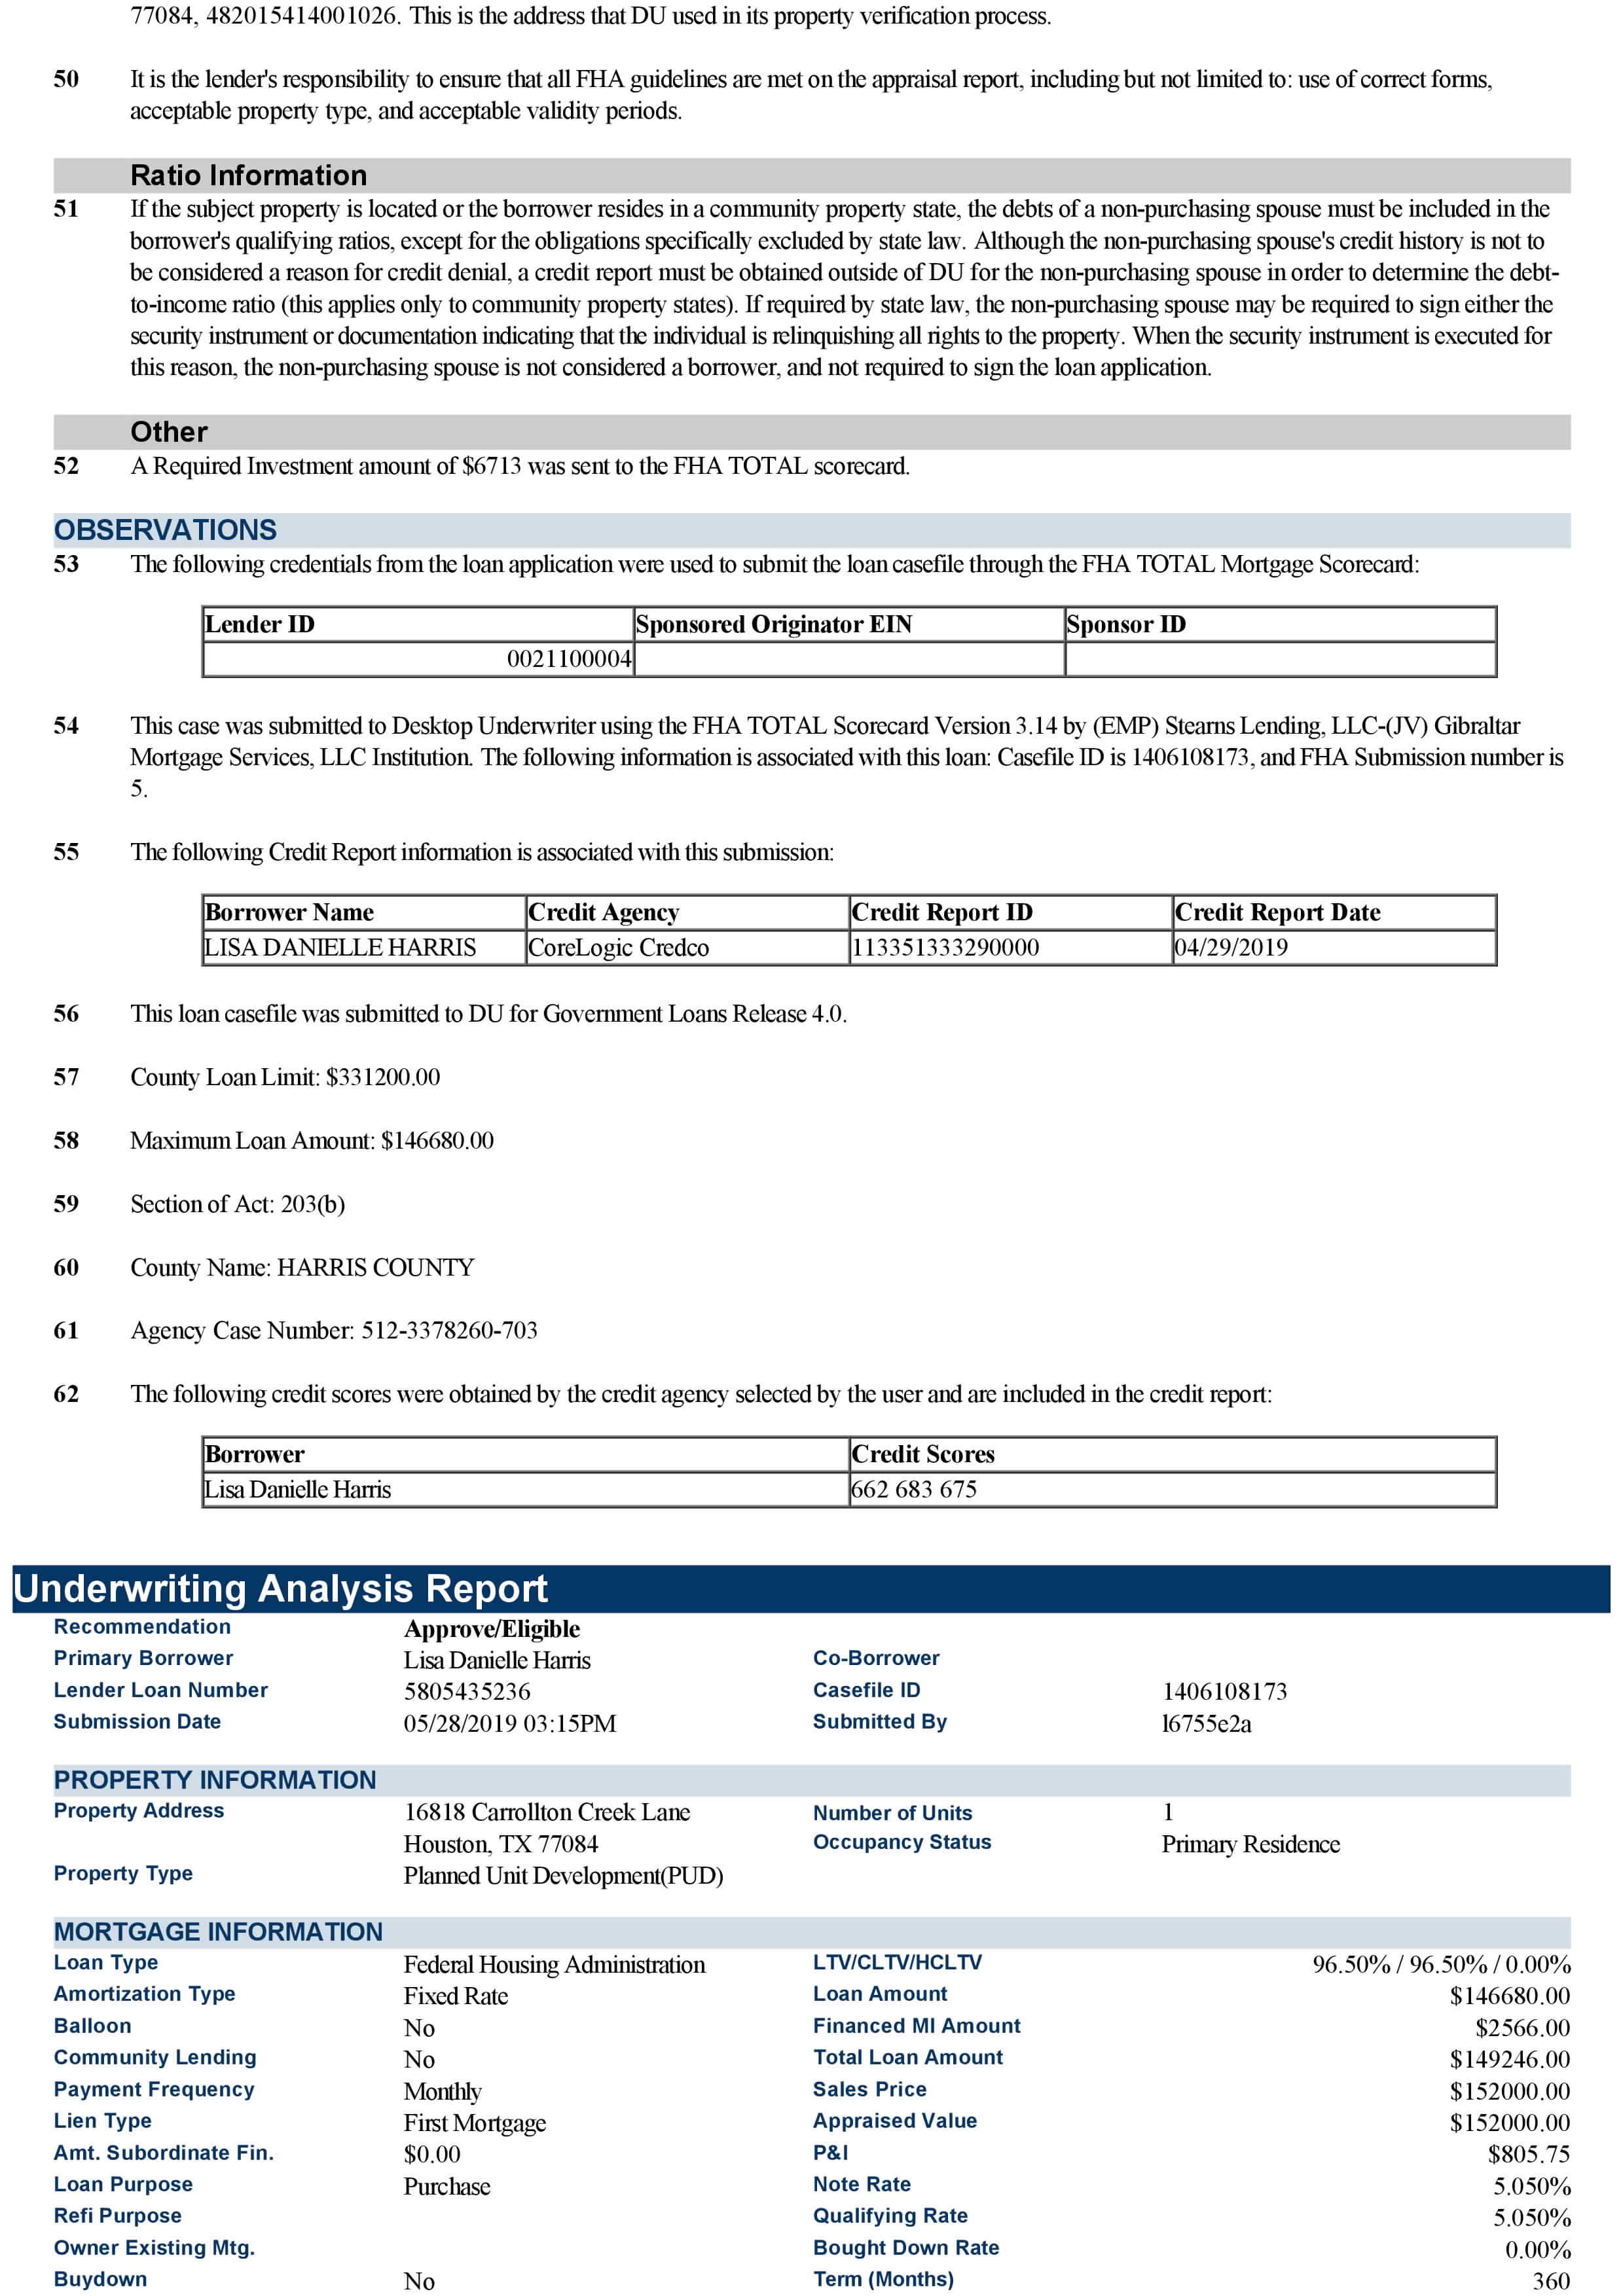 77084, 482015414001026. This is the address that DU used in its property verification process.
50 It is the lender's responsibility to ensure that all FHA guidelines are met on the appraisal report, including but not limited to: use of correct forms,
acceptable property type, and acceptable validity periods.
Ratio Information
51 If the subject property is located or the borrower resides in a community property state, the debts of a non-purchasing spouse must be included in the
borrower's qualifying ratios, except for the obligations specifically excluded by state law. Although the non-purchasing spouse's credit history is not to
be considered a reason for credit denial, a credit report must be obtained outside of DU for the non-purchasing spouse in order to determine the debt-
to-income ratio (this applies only to community property states). If required by state law, the non-purchasing spouse may be required to sign either the
security instrument or documentation indicating that the individual is relinquishing all rights to the property. When the security instrument is executed for
this reason, the non-purchasing spouse is not considered a borrower, and not required to sign the loan application.
Other
52 A Required Investment amount of $6713 was sent to the FHA TOTAL scorecard.
OBSERVATIONS
53 The following credentials from the loan application were used to submit the loan casefile through the FHA TOTAL Mortgage Scorecard:
Lender ID Sponsored Originator EIN Sponsor ID
0021100004
54 This case was submitted to Desktop Underwriter using the FHA TOTAL Scorecard Version 3.14 by (EMP) Stearns Lending, LLC-(JV) Gibraltar
Mortgage Services, LLC Institution. The following information is associated with this loan: Casefile ID is 1406108173, and FHA Submission number is
5.
55 The following Credit Report information is associated with this submission:
Borrower Name Credit Agency Credit Report ID Credit Report Date
LISA DANIELLE HARRIS CoreLogic Credco 113351333290000 04/29/2019
56 This loan casefile was submitted to DU for Government Loans Release 4.0.
57 County Loan Limit: $331200.00
58 Maximum Loan Amount: $146680.00
59 Section of Act: 203(b)
60 County Name: HARRIS COUNTY
61 Agency Case Number: 512-3378260-703
62 The following credit scores were obtained by the credit agency selected by the user and are included in the credit report:
Borrower Credit Scores
Lisa Danielle Harris 662 683 675
Underwriting Analysis Report
Recommendation Approve/Eligible
Primary Borrower Lisa Danielle Harris Co-Borrower
Lender Loan Number 5805435236 Casefile ID 1406108173
Submission Date 05/28/2019 03:15PM Submitted By l6755e2a
PROPERTY INFORMATION
Property Address 16818 Carrollton Creek Lane Number of Units 1
Houston, TX 77084 Occupancy Status Primary Residence
Property Type Planned Unit Development(PUD)
MORTGAGE INFORMATION
Loan Type Federal Housing Administration LTV/CLTV/HCLTV 96.50% / 96.50% / 0.00%
Amortization Type Fixed Rate Loan Amount $146680.00
Balloon No Financed MI Amount $2566.00
Community Lending No Total Loan Amount $149246.00
Payment Frequency Monthly Sales Price $152000.00
Lien Type First Mortgage Appraised Value $152000.00
Amt. Subordinate Fin. $0.00 P&I $805.75
Loan Purpose Purchase Note Rate 5.050%
Refi Purpose Qualifying Rate 5.050%
Owner Existing Mtg. Bought Down Rate 0.00%
Buydown No Term (Months) 360